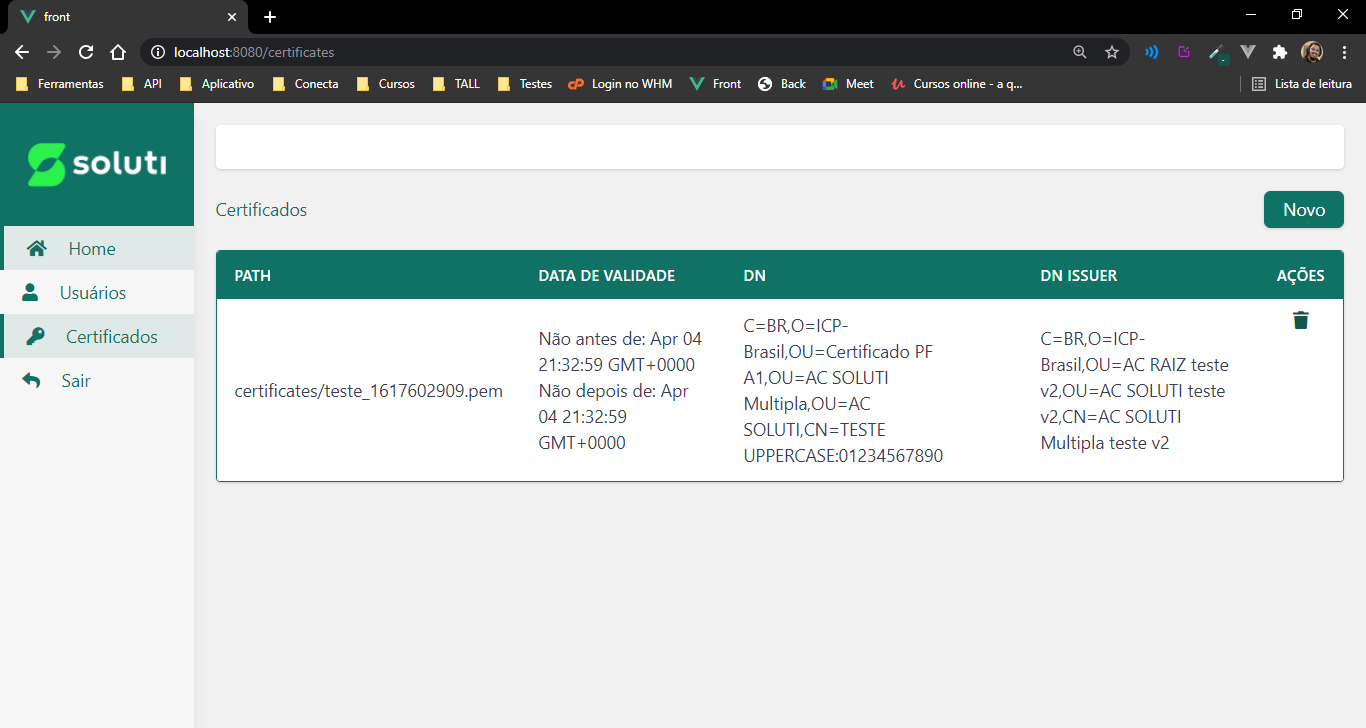 front
localhost:8080/certificates
Ferramentas API Aplicativo Conecta Cursos TALL Testes Login no WHM Front Back Meet Cursos online - a q... Lista de leitura
soluti
Home
Usuários
Certificados
Sair
Certificados
Novo
PATH DATA DE VALIDADE DN DN ISSUER AÇÕES
certificates/teste_1617602909.pem
Não antes de: Apr 04
21:32:59 GMT+0000
Não depois de: Apr
04 21:32:59
GMT+0000
C=BR,O=ICP-
Brasil,OU=Certificado PF
A1,OU=AC SOLUTI
Multipla,OU=AC
SOLUTI,CN=TESTE
UPPERCASE:01234567890
C=BR,O=ICP-
Brasil,OU=AC RAIZ teste
v2,OU=AC SOLUTI teste
v2,CN=AC SOLUTI
Multipla teste v2